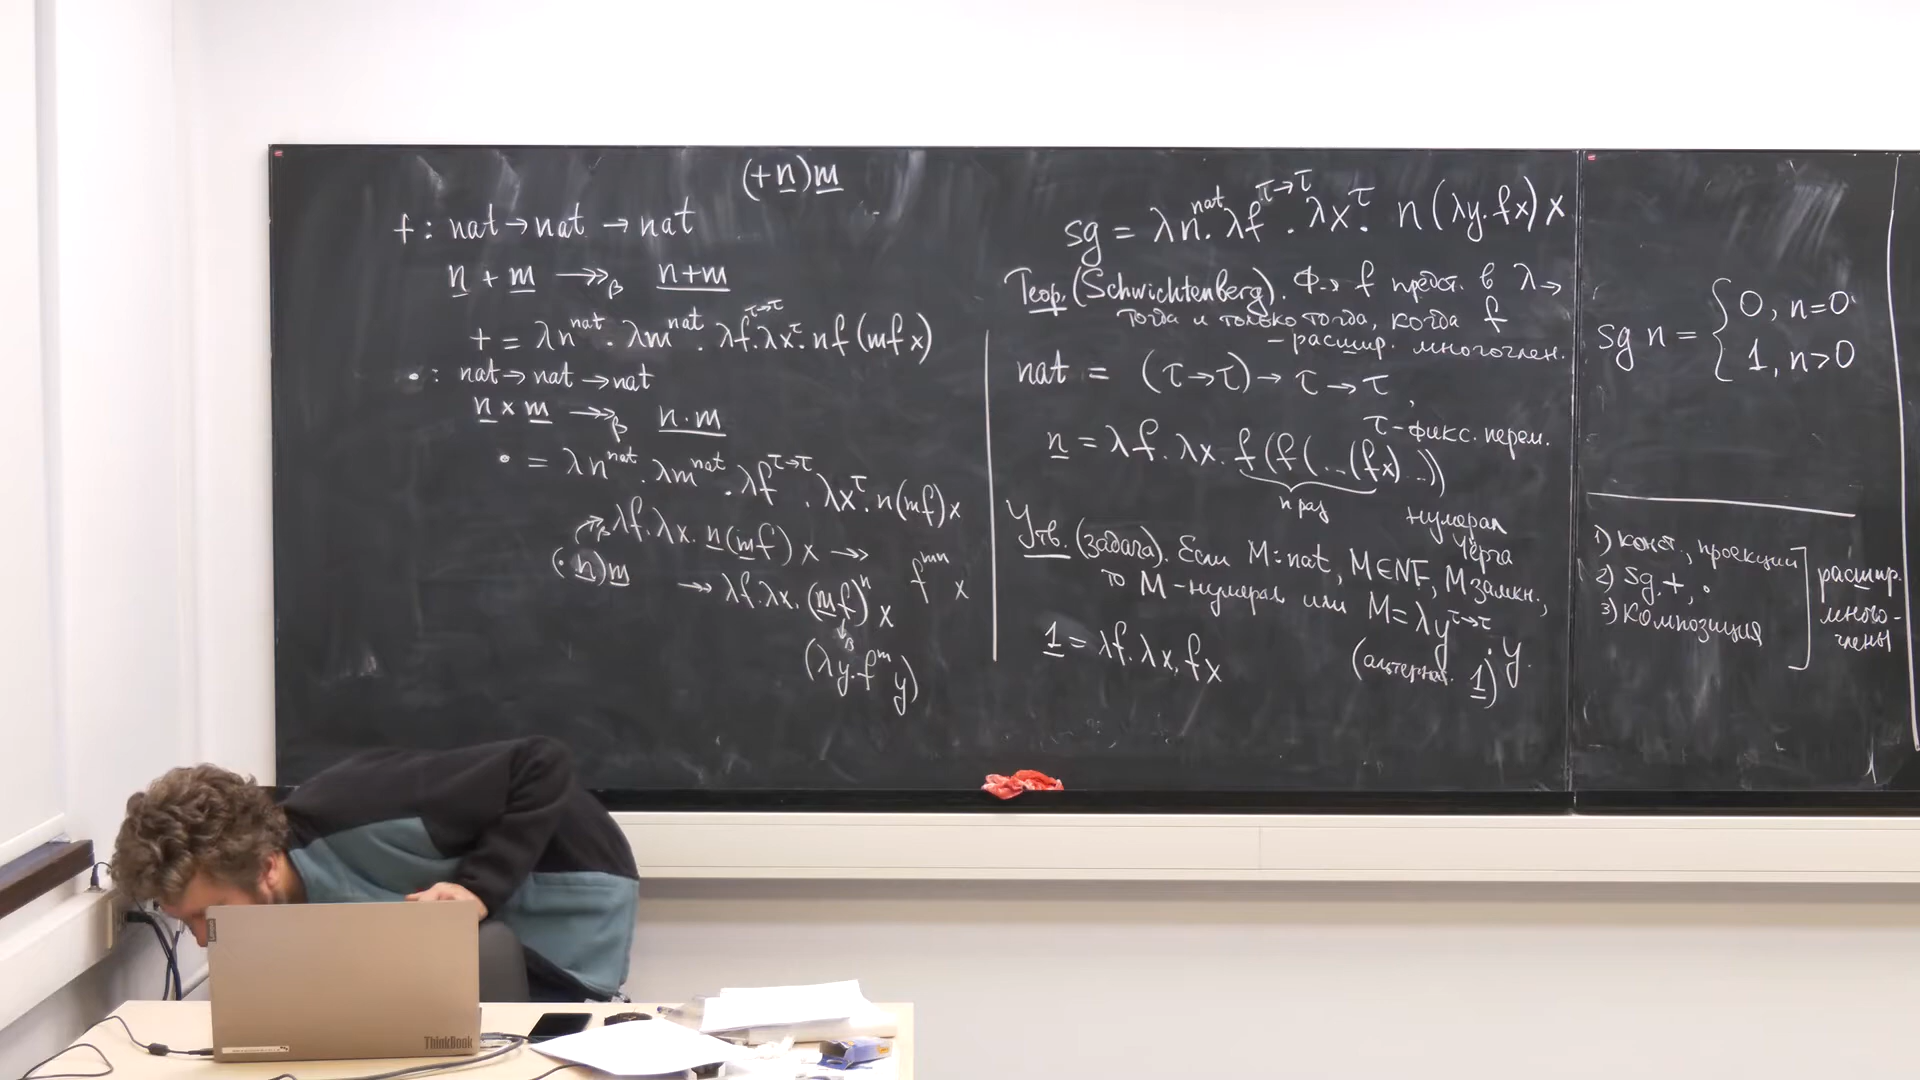 (+ n) m
+ : nat → nat → nat
n + m ↠β n+m
+ = λn^nat. λm^nat. λf^τ→τ. λx^τ. nf(mfx)
• : nat → nat → nat
n × m ↠β n·m
• = λn^nat. λm^nat. λf^τ→τ. λx^τ. n(mf)x
↠β λf. λx. n(mf)x ↠
(· n) m
↠ λf. λx. (mf)^n x
f^mn x
↓β
(λy. f^m y)
sg = λn^nat. λf^τ→τ. λx^τ. n(λy. fx)x
Теор. (Schwichtenberg). Ф-я f предст. в λ→
тогда и только тогда, когда f
– расшир. многочлен.
nat = (τ→τ)→τ→τ,
τ-фикс. перем.
n = λf. λx. f(f(...(fx)...))
n раз
нумерал
Чёрча
Утв. (задача). Если M:nat, M∈NF, M замкн.,
то M – нумерал или M = λy^τ→τ. y.
1 = λf. λx. fx
(альтернат. 1)
sg n = { 0, n=0
1, n>0
1) конст., проекции
2) Sg, +, •
3) композиция
расшир.
много-
члены
ThinkBook
Lenovo